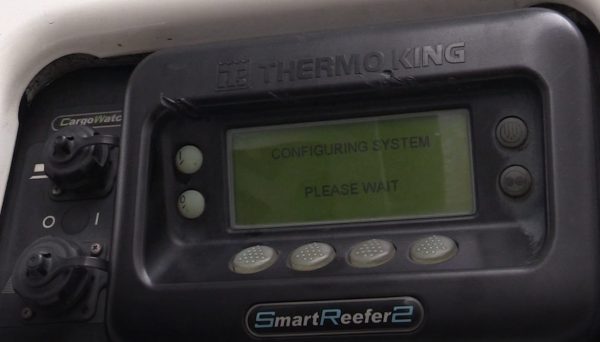 THERMO KING
CargoWatch
CONFIGURING SYSTEM
PLEASE WAIT
O I
SmartReefer2